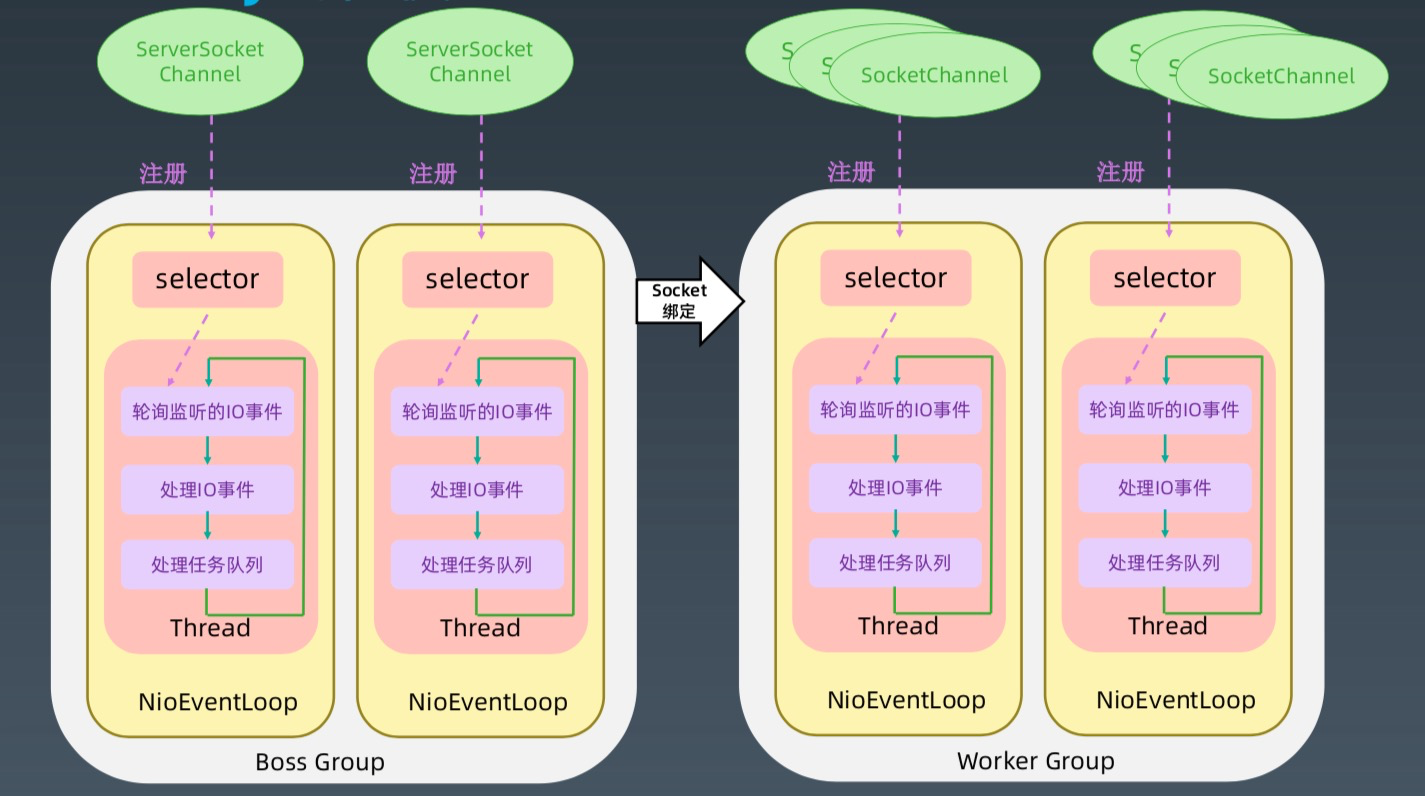 ServerSocket
Channel
ServerSocket
Channel
S
S
SocketChannel
S
S
SocketChannel
注册
注册
注册
注册
selector
selector
selector
selector
Socket
绑定
轮询监听的IO事件
轮询监听的IO事件
轮询监听的IO事件
轮询监听的IO事件
处理IO事件
处理IO事件
处理IO事件
处理IO事件
处理任务队列
处理任务队列
处理任务队列
处理任务队列
Thread
Thread
Thread
Thread
NioEventLoop
NioEventLoop
NioEventLoop
NioEventLoop
Boss Group
Worker Group